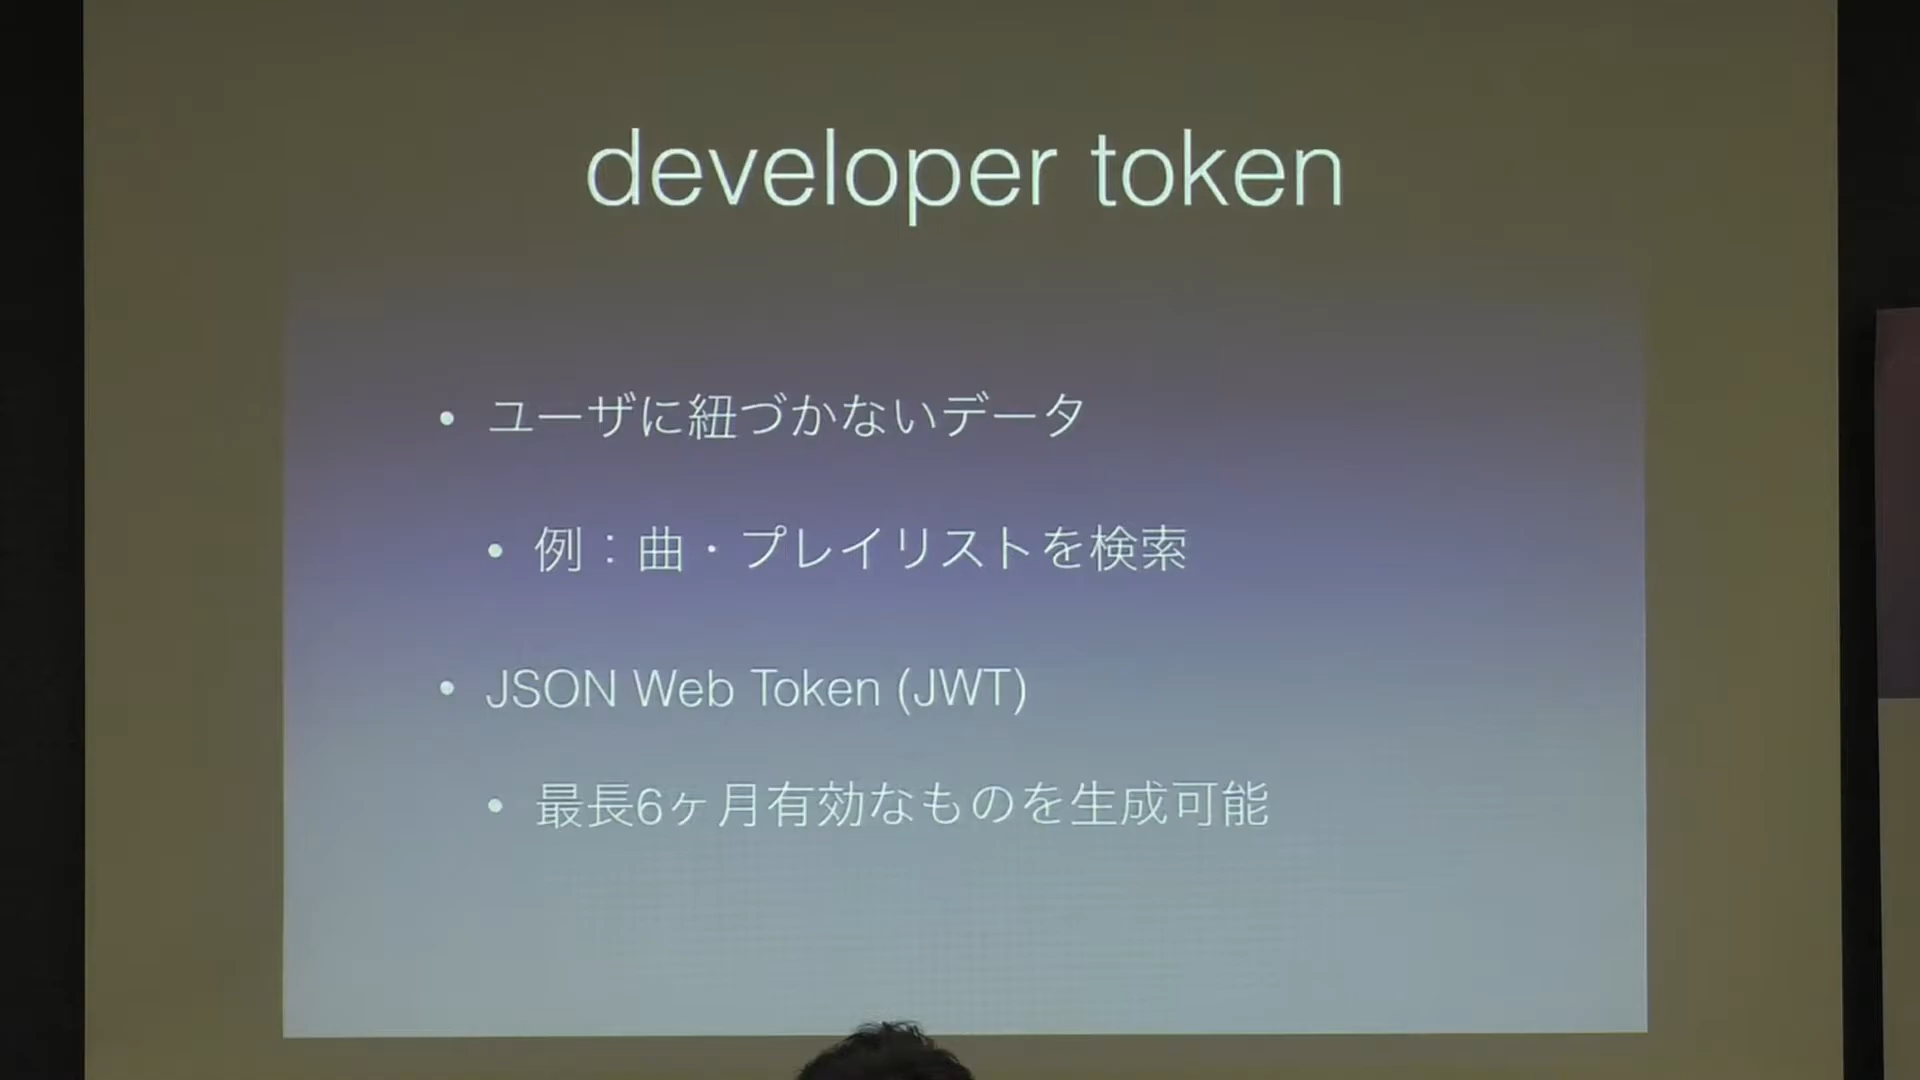 developer token
• ユーザに紐づかないデータ
• 例：曲・プレイリストを検索
• JSON Web Token (JWT)
• 最長6ヶ月有効なものを生成可能